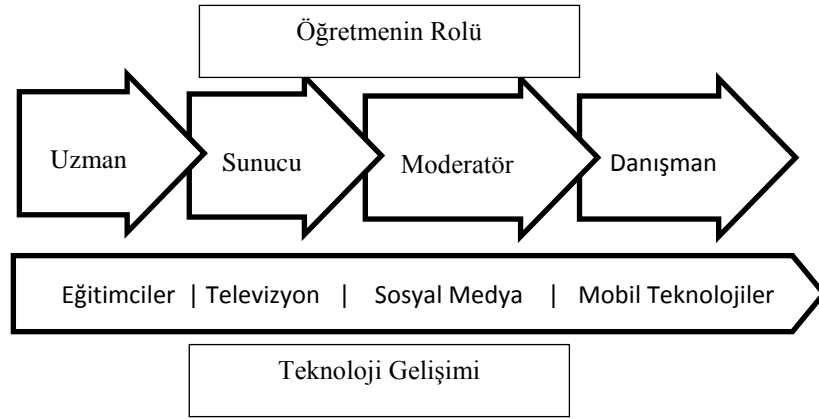 Öğretmenin Rolü
Uzman
Sunucu
Moderatör
Danışman
Eğitimciler | Televizyon | Sosyal Medya | Mobil Teknolojiler
Teknoloji Gelişimi